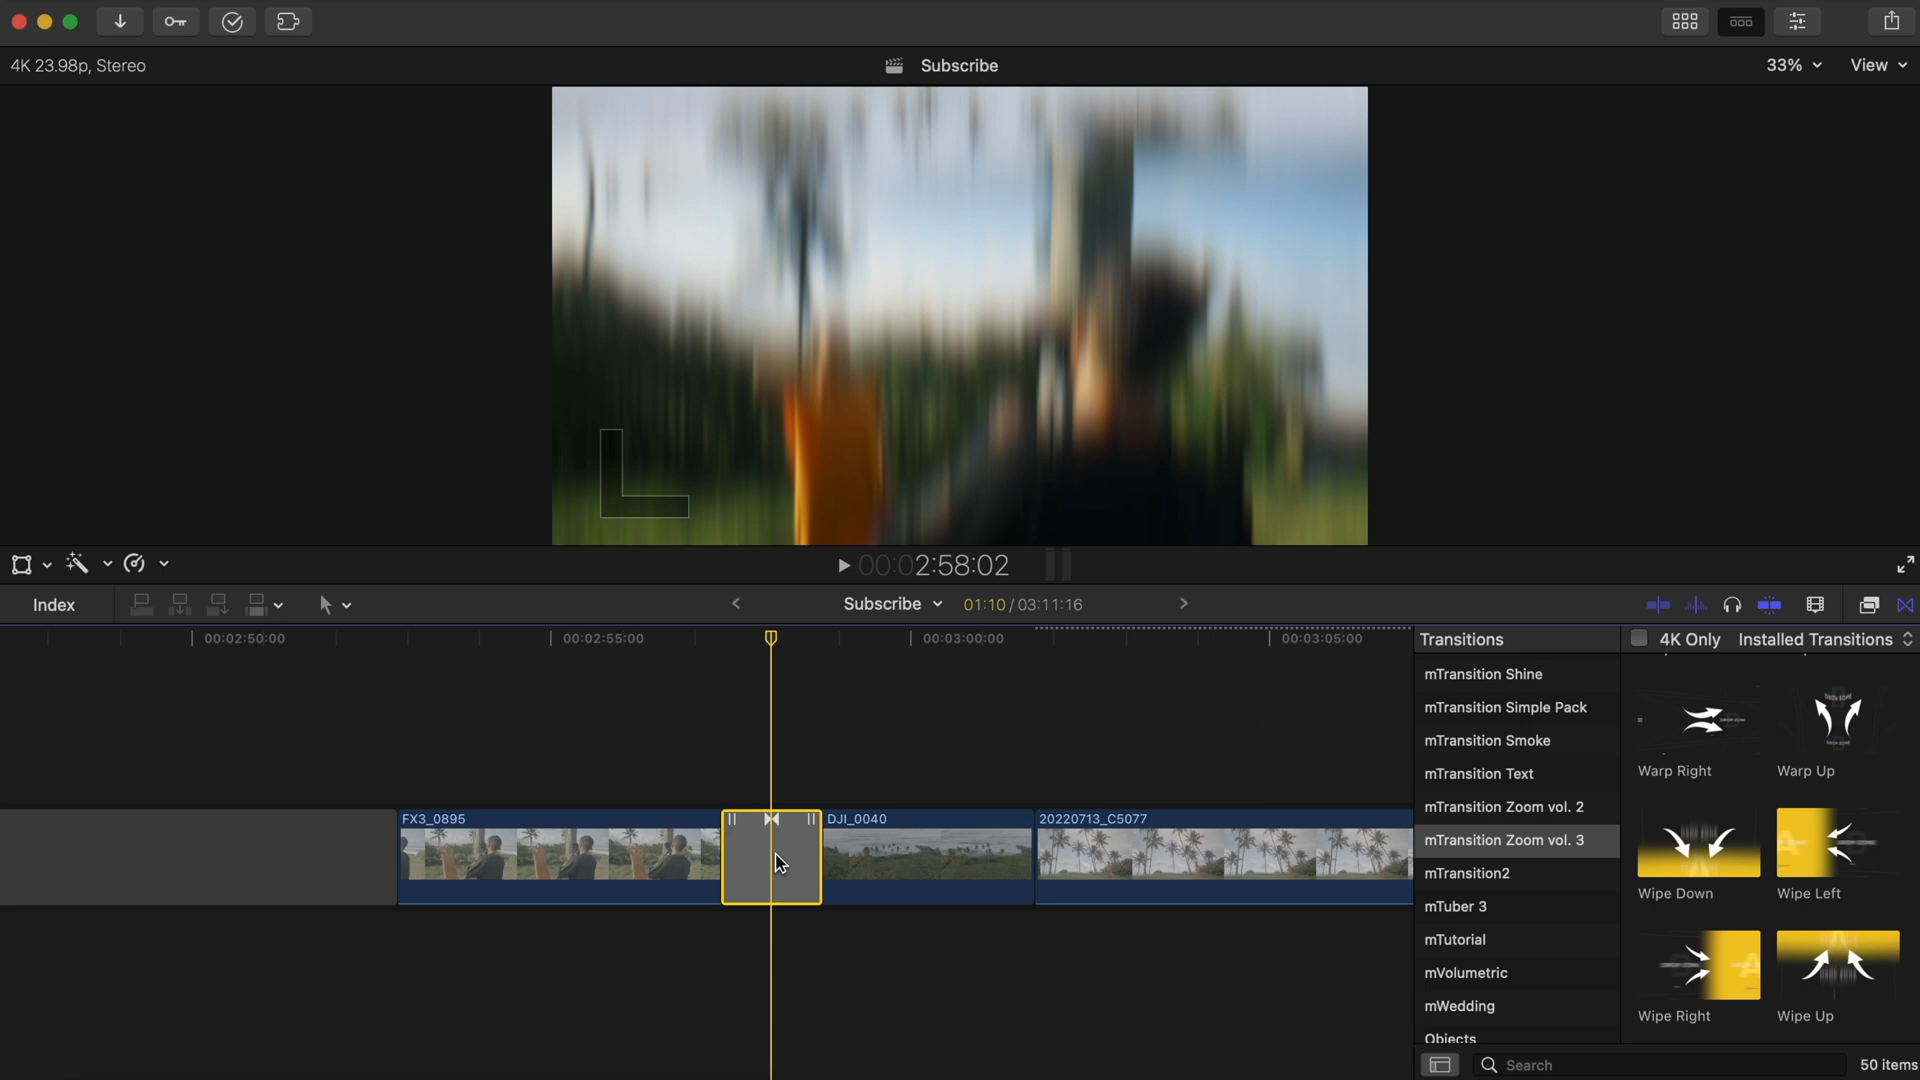 4K 23.98p, Stereo
Subscribe
33%
View
00:02:58:02
Index
Subscribe
01:10 / 03:11:16
00:02:50:00
00:02:55:00
00:03:00:00
00:03:05:00
Transitions
4K Only
Installed Transitions
mTransition Shine
mTransition Simple Pack
mTransition Smoke
mTransition Text
mTransition Zoom vol. 2
mTransition Zoom vol. 3
mTransition2
mTuber 3
mTutorial
mVolumetric
mWedding
Objects
Warp Right
Warp Up
Wipe Down
Wipe Left
Wipe Right
Wipe Up
FX3_0895
DJI_0040
20220713_C5077
Search
50 items